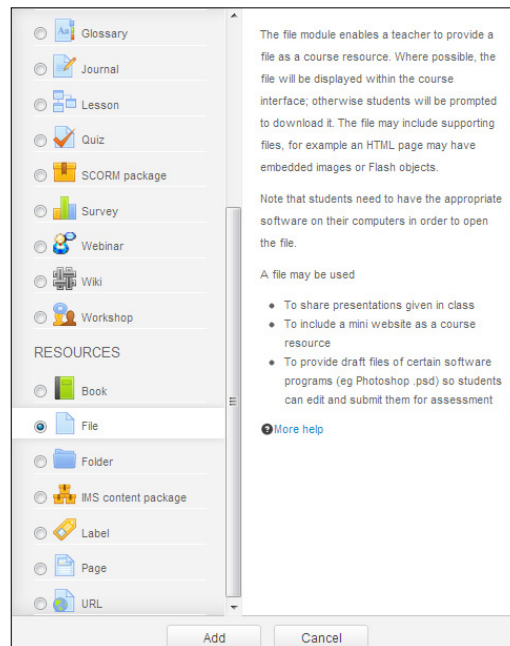 Glossary
Journal
Lesson
Quiz
SCORM package
Survey
Webinar
Wiki
Workshop
RESOURCES
Book
File
Folder
IMS content package
Label
Page
URL
The file module enables a teacher to provide a
file as a course resource. Where possible, the
file will be displayed within the course
interface; otherwise students will be prompted
to download it. The file may include supporting
files, for example an HTML page may have
embedded images or Flash objects.
Note that students need to have the appropriate
software on their computers in order to open
the file.
A file may be used
• To share presentations given in class
• To include a mini website as a course
resource
• To provide draft files of certain software
programs (eg Photoshop .psd) so students
can edit and submit them for assessment
?More help
Add Cancel